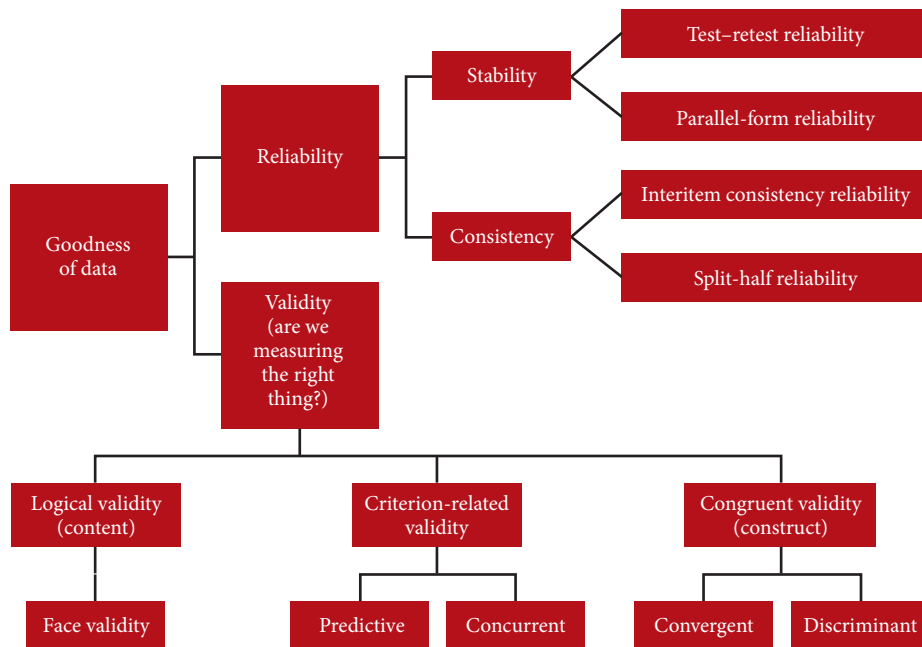 Test–retest reliability
Stability
Parallel-form reliability
Reliability
Interitem consistency reliability
Consistency
Split-half reliability
Goodness
of data
Validity
(are we
measuring
the right
thing?)
Logical validity
(content)
Criterion-related
validity
Congruent validity
(construct)
Face validity
Predictive
Concurrent
Convergent
Discriminant